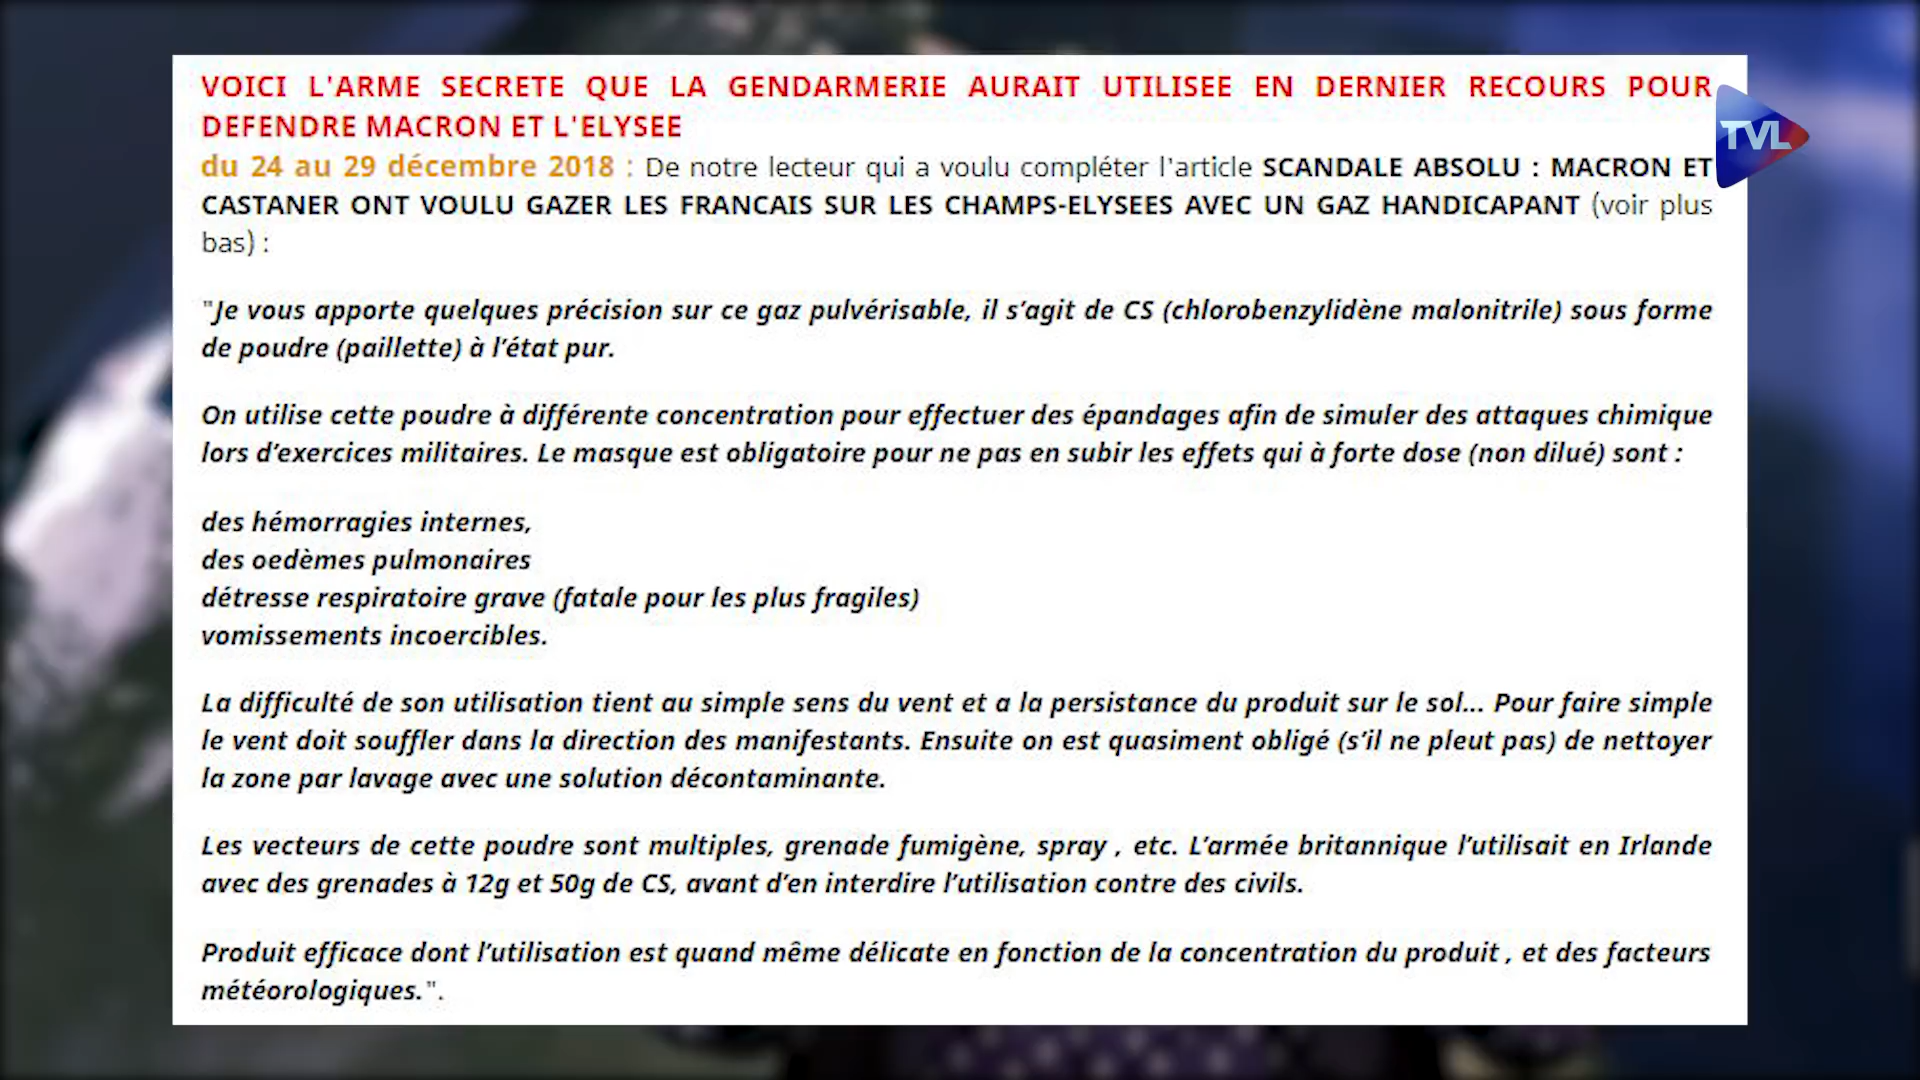 VOICI L'ARME SECRETE QUE LA GENDARMERIE AURAIT UTILISEE EN DERNIER RECOURS POUR
DEFENDRE MACRON ET L'ELYSEE
du 24 au 29 décembre 2018 : De notre lecteur qui a voulu compléter l'article SCANDALE ABSOLU : MACRON ET
CASTANER ONT VOULU GAZER LES FRANCAIS SUR LES CHAMPS-ELYSEES AVEC UN GAZ HANDICAPANT (voir plus
bas) :
"Je vous apporte quelques précision sur ce gaz pulvérisable, il s’agit de CS (chlorobenzylidène malonitrile) sous forme
de poudre (paillette) à l’état pur.
On utilise cette poudre à différente concentration pour effectuer des épandages afin de simuler des attaques chimique
lors d’exercices militaires. Le masque est obligatoire pour ne pas en subir les effets qui à forte dose (non dilué) sont :
des hémorragies internes,
des oedèmes pulmonaires
détresse respiratoire grave (fatale pour les plus fragiles)
vomissements incoercibles.
La difficulté de son utilisation tient au simple sens du vent et a la persistance du produit sur le sol... Pour faire simple
le vent doit souffler dans la direction des manifestants. Ensuite on est quasiment obligé (s’il ne pleut pas) de nettoyer
la zone par lavage avec une solution décontaminante.
Les vecteurs de cette poudre sont multiples, grenade fumigène, spray , etc. L’armée britannique l’utilisait en Irlande
avec des grenades à 12g et 50g de CS, avant d’en interdire l’utilisation contre des civils.
Produit efficace dont l’utilisation est quand même délicate en fonction de la concentration du produit , et des facteurs
météorologiques.".
TVL